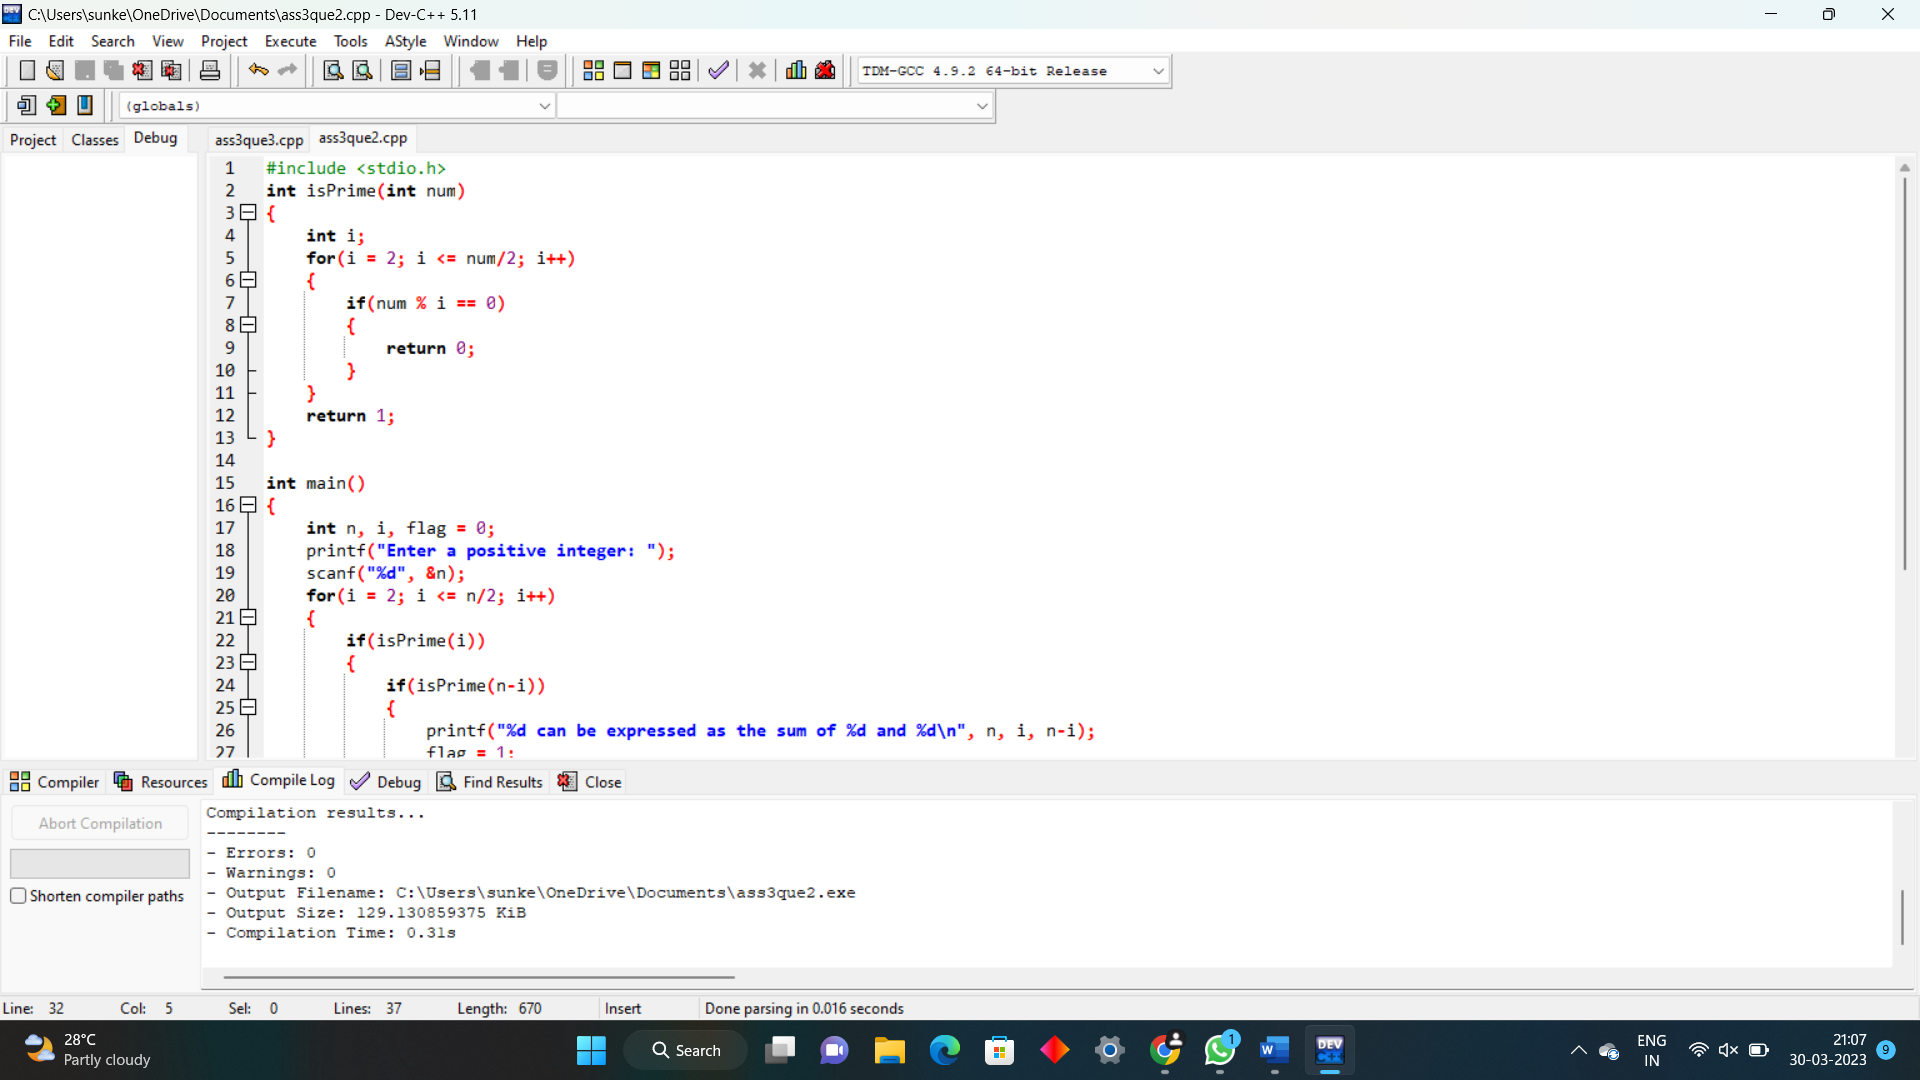 C:\Users\sunke\OneDrive\Documents\ass3que2.cpp - Dev-C++ 5.11
File Edit Search View Project Execute Tools AStyle Window Help
TDM-GCC 4.9.2 64-bit Release
(globals)
Project Classes Debug ass3que3.cpp ass3que2.cpp
1 #include <stdio.h>
2 int isPrime(int num)
3 {
4 int i;
5 for(i = 2; i <= num/2; i++)
6 {
7 if(num % i == 0)
8 {
9 return 0;
10 }
11 }
12 return 1;
13 }
14
15 int main()
16 {
17 int n, i, flag = 0;
18 printf("Enter a positive integer: ");
19 scanf("%d", &n);
20 for(i = 2; i <= n/2; i++)
21 {
22 if(isPrime(i))
23 {
24 if(isPrime(n-i))
25 {
26 printf("%d can be expressed as the sum of %d and %d\n", n, i, n-i);
27 flag = 1;
Compiler Resources Compile Log Debug Find Results Close
Abort Compilation
Shorten compiler paths
Compilation results...
--------
- Errors: 0
- Warnings: 0
- Output Filename: C:\Users\sunke\OneDrive\Documents\ass3que2.exe
- Output Size: 129.130859375 KiB
- Compilation Time: 0.31s
Line: 32 Col: 5 Sel: 0 Lines: 37 Length: 670 Insert Done parsing in 0.016 seconds
28°C
Partly cloudy
Search
1
W
DEV
C++
ENG
IN
21:07
30-03-2023
9